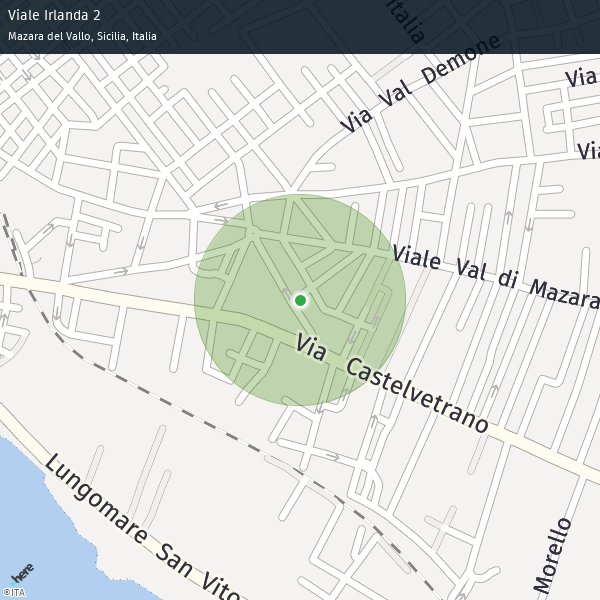 Viale Irlanda 2
Mazara del Vallo, Sicilia, Italia
Italia
Via Val Demone
Via
Via
Viale Val di Mazara
Via Castelvetrano
Lungomare San Vito
Morello
here
©ITA